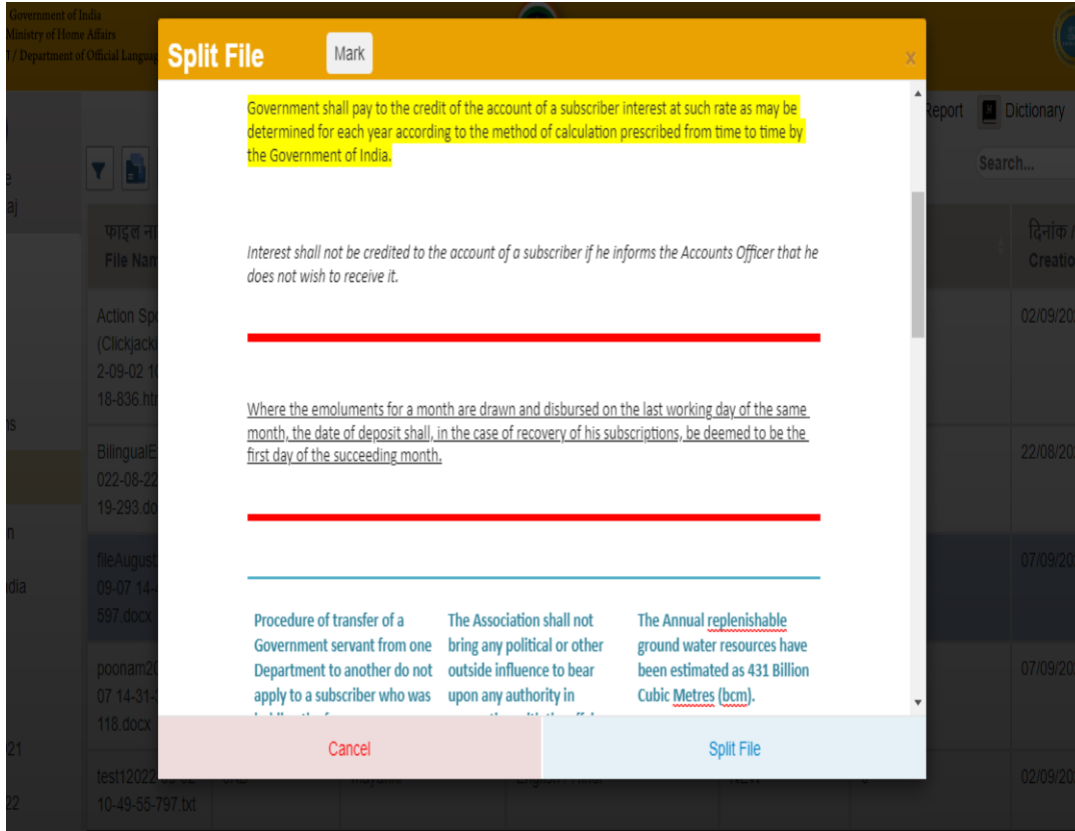 Government of India
Ministry of Home Affairs
/ Department of Official Languag
Split File
Mark
x
Report
Dictionary
Search...
फाइल ना
File Nam
दिनांक /
Creatio
Government shall pay to the credit of the account of a subscriber interest at such rate as may be
determined for each year according to the method of calculation prescribed from time to time by
the Government of India.
Interest shall not be credited to the account of a subscriber if he informs the Accounts Officer that he
does not wish to receive it.
Where the emoluments for a month are drawn and disbursed on the last working day of the same
month, the date of deposit shall, in the case of recovery of his subscriptions, be deemed to be the
first day of the succeeding month.
Procedure of transfer of a
Government servant from one
Department to another do not
apply to a subscriber who was
The Association shall not
bring any political or other
outside influence to bear
upon any authority in
The Annual replenishable
ground water resources have
been estimated as 431 Billion
Cubic Metres (bcm).
Cancel
Split File
Action Spo
(Clickjack
2-09-02 10
18-836.htm
02/09/20
BilingualE
022-08-22
19-293.do
22/08/20
fileAugust
09-07 14-4
597.docx
07/09/20
poonam20
07 14-31-
118.docx
07/09/20
10-49-55-797.txt
02/09/20